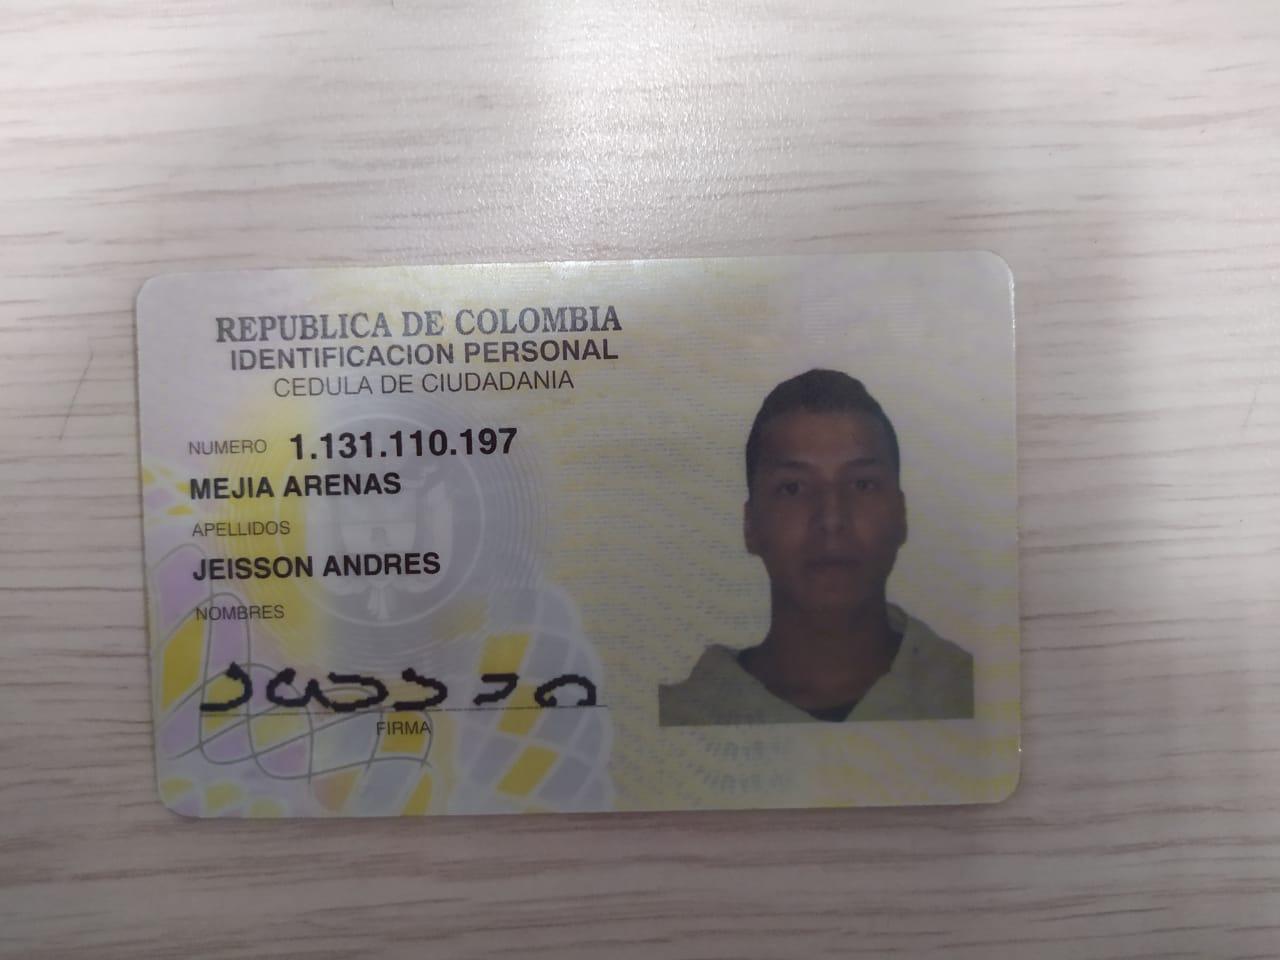 REPUBLICA DE COLOMBIA
IDENTIFICACION PERSONAL
CEDULA DE CIUDADANIA
NUMERO 1.131.110.197
MEJIA ARENAS
APELLIDOS
JEISSON ANDRES
NOMBRES
FIRMA